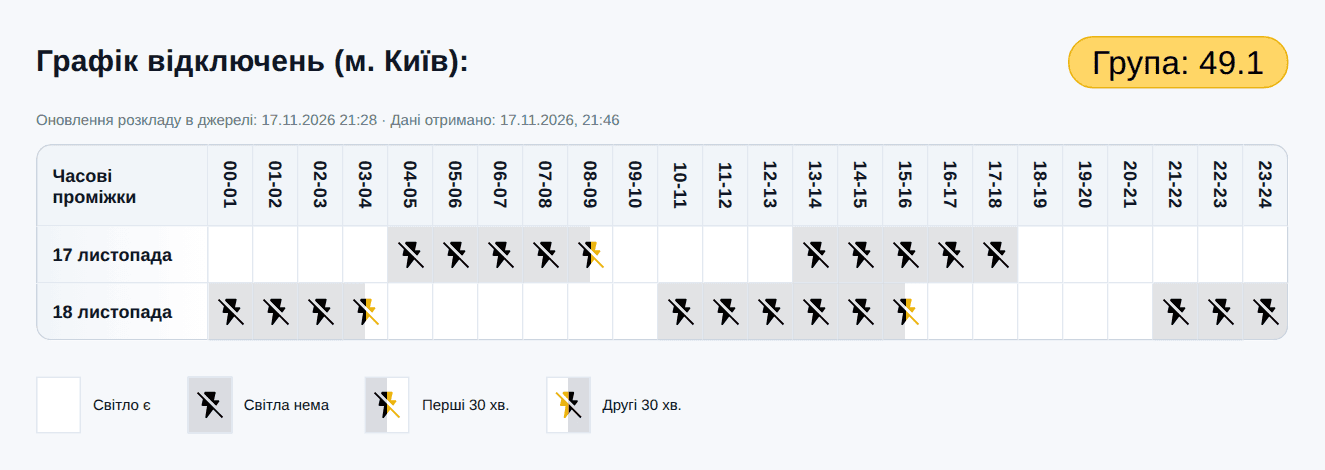 Графік відключень (м. Київ):
Група: 49.1
Оновлення розкладу в джерелі: 17.11.2026 21:28 · Дані отримано: 17.11.2026, 21:46
Часові
проміжки
00-01
01-02
02-03
03-04
04-05
05-06
06-07
07-08
08-09
09-10
10-11
11-12
12-13
13-14
14-15
15-16
16-17
17-18
18-19
19-20
20-21
21-22
22-23
23-24
17 листопада
18 листопада
Світло є
Світла нема
Перші 30 хв.
Другі 30 хв.